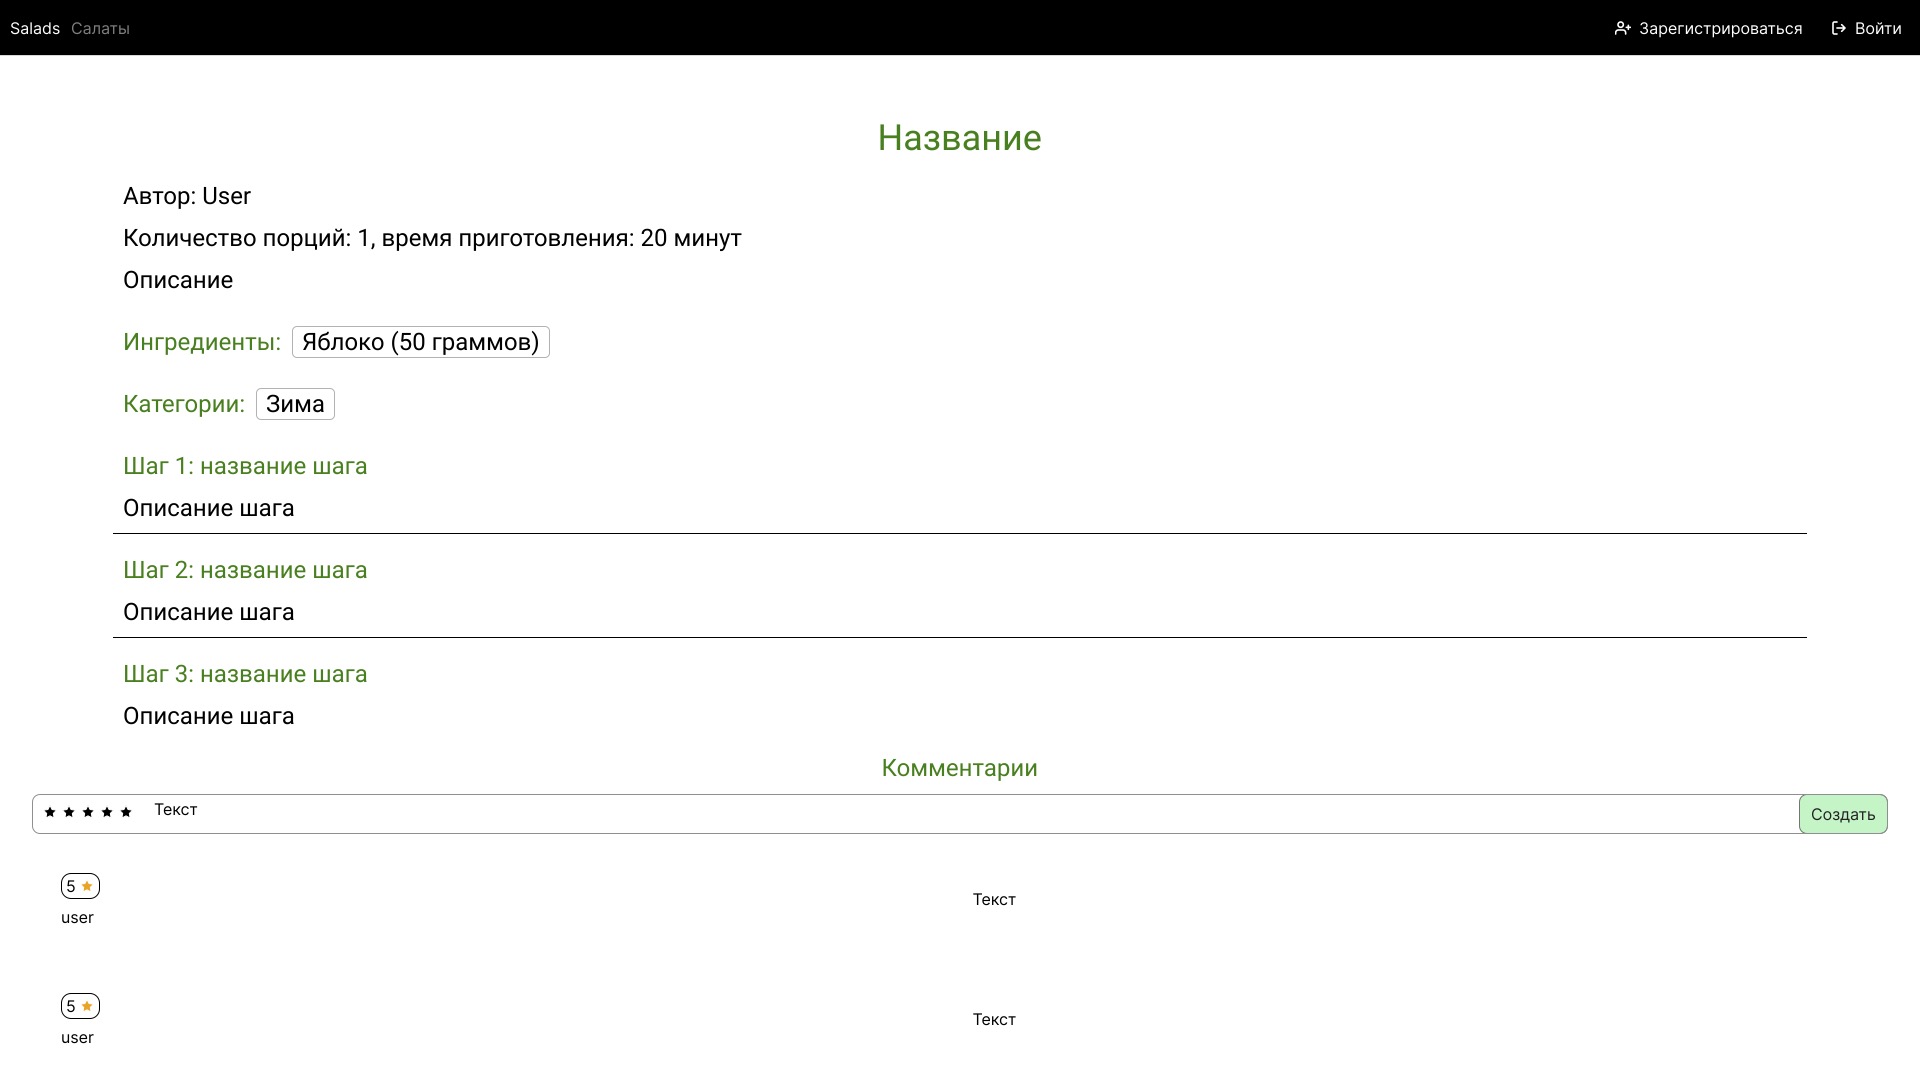 Salads Салаты Зарегистрироваться Войти
Название
Автор: User
Количество порций: 1, время приготовления: 20 минут
Описание
Ингредиенты: Яблоко (50 граммов)
Категории: Зима
Шаг 1: название шага
Описание шага
Шаг 2: название шага
Описание шага
Шаг 3: название шага
Описание шага
Комментарии
Текст Создать
5
user
Текст
5
user
Текст